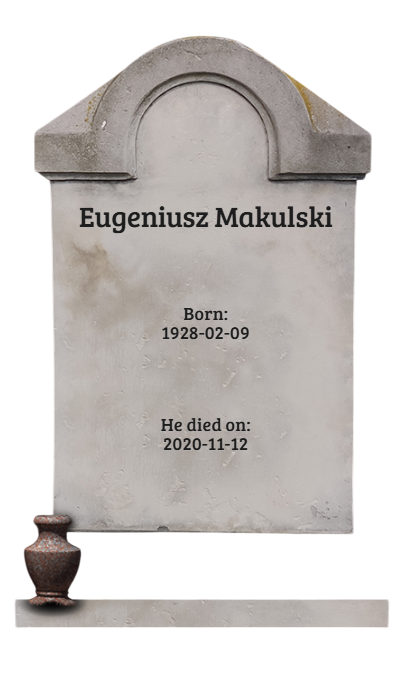 Eugeniusz Makulski
Born:
1928-02-09
He died on:
2020-11-12